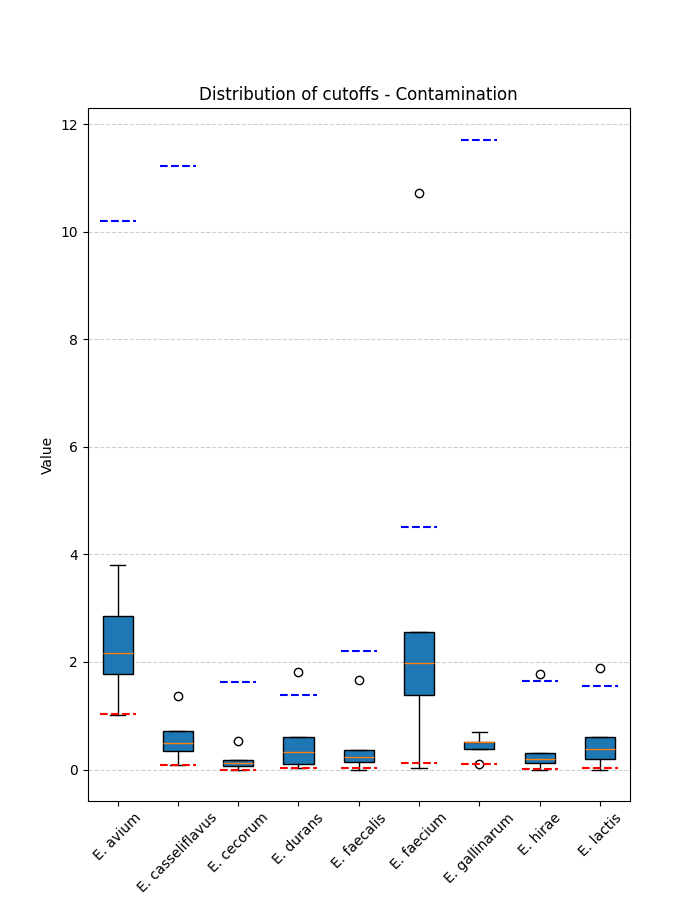 Distribution of cutoffs - Contamination
Value
12
10
8
6
4
2
0
E. avium
E. casseliflavus
E. cecorum
E. durans
E. faecalis
E. faecium
E. gallinarum
E. hirae
E. lactis